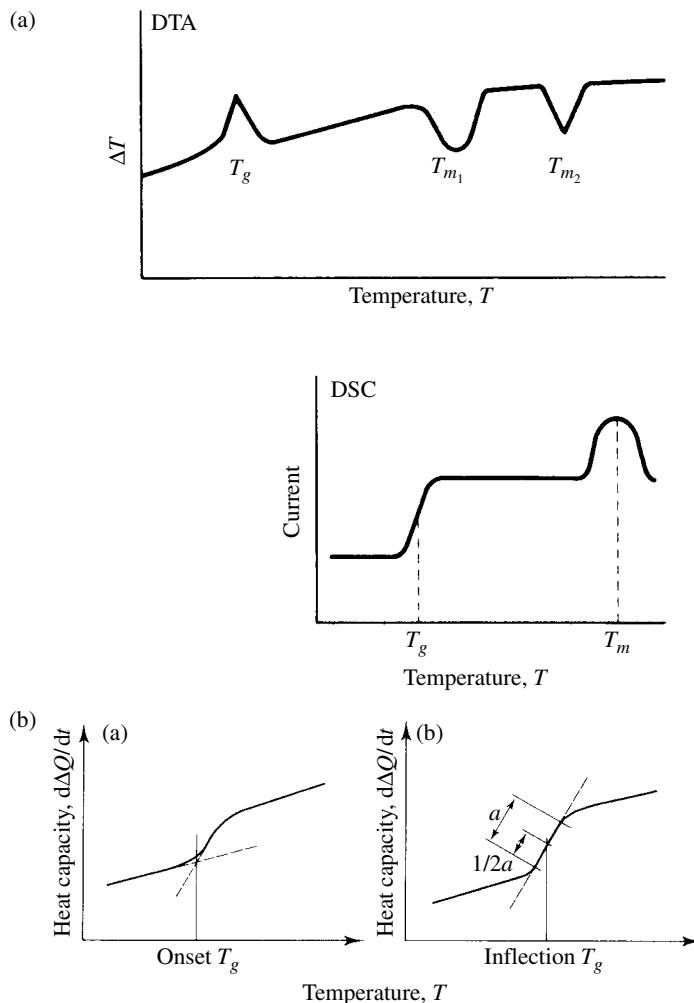 (a)
DTA
ΔT
T_g
T_m₁
T_m₂
Temperature, T
DSC
Current
T_g
T_m
Temperature, T
(b)
(a)
Heat capacity, dΔQ/dt
Onset T_g
(b)
Heat capacity, dΔQ/dt
a
1/2a
Inflection T_g
Temperature, T